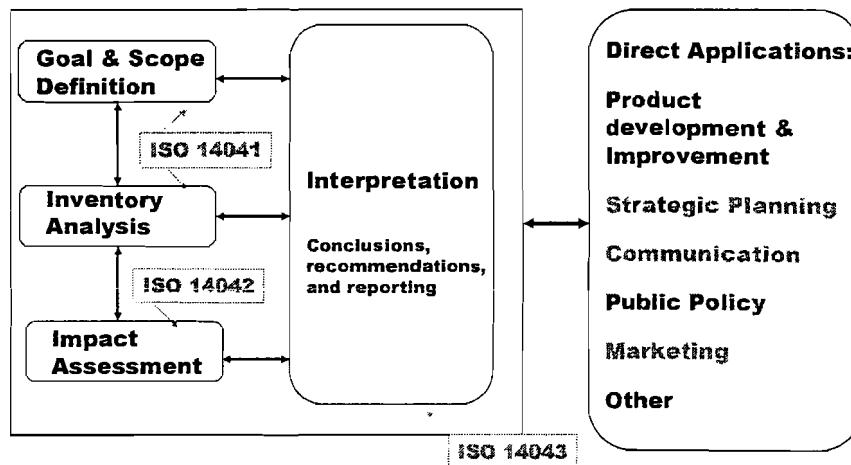 Goal & Scope
Definition
ISO 14041
Inventory
Analysis
ISO 14042
Impact
Assessment
Interpretation
Conclusions,
recommendations,
and reporting
ISO 14043
Direct Applications:
Product
development &
Improvement
Strategic Planning
Communication
Public Policy
Marketing
Other